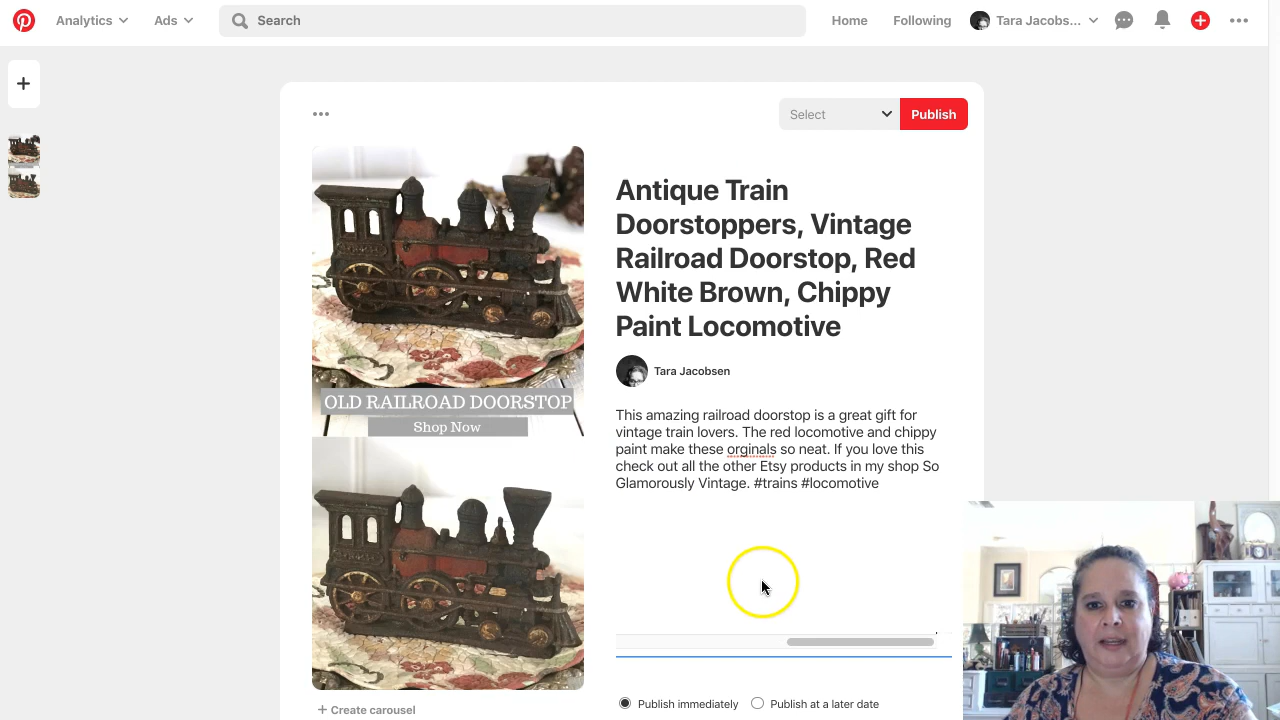 Analytics Ads Search Home Following Tara Jacobs...
Select Publish
Antique Train
Doorstoppers, Vintage
Railroad Doorstop, Red
White Brown, Chippy
Paint Locomotive
Tara Jacobsen
This amazing railroad doorstop is a great gift for
vintage train lovers. The red locomotive and chippy
paint make these orginals so neat. If you love this
check out all the other Etsy products in my shop So
Glamorously Vintage. #trains #locomotive
OLD RAILROAD DOORSTOP
Shop Now
Publish immediately Publish at a later date
+ Create carousel